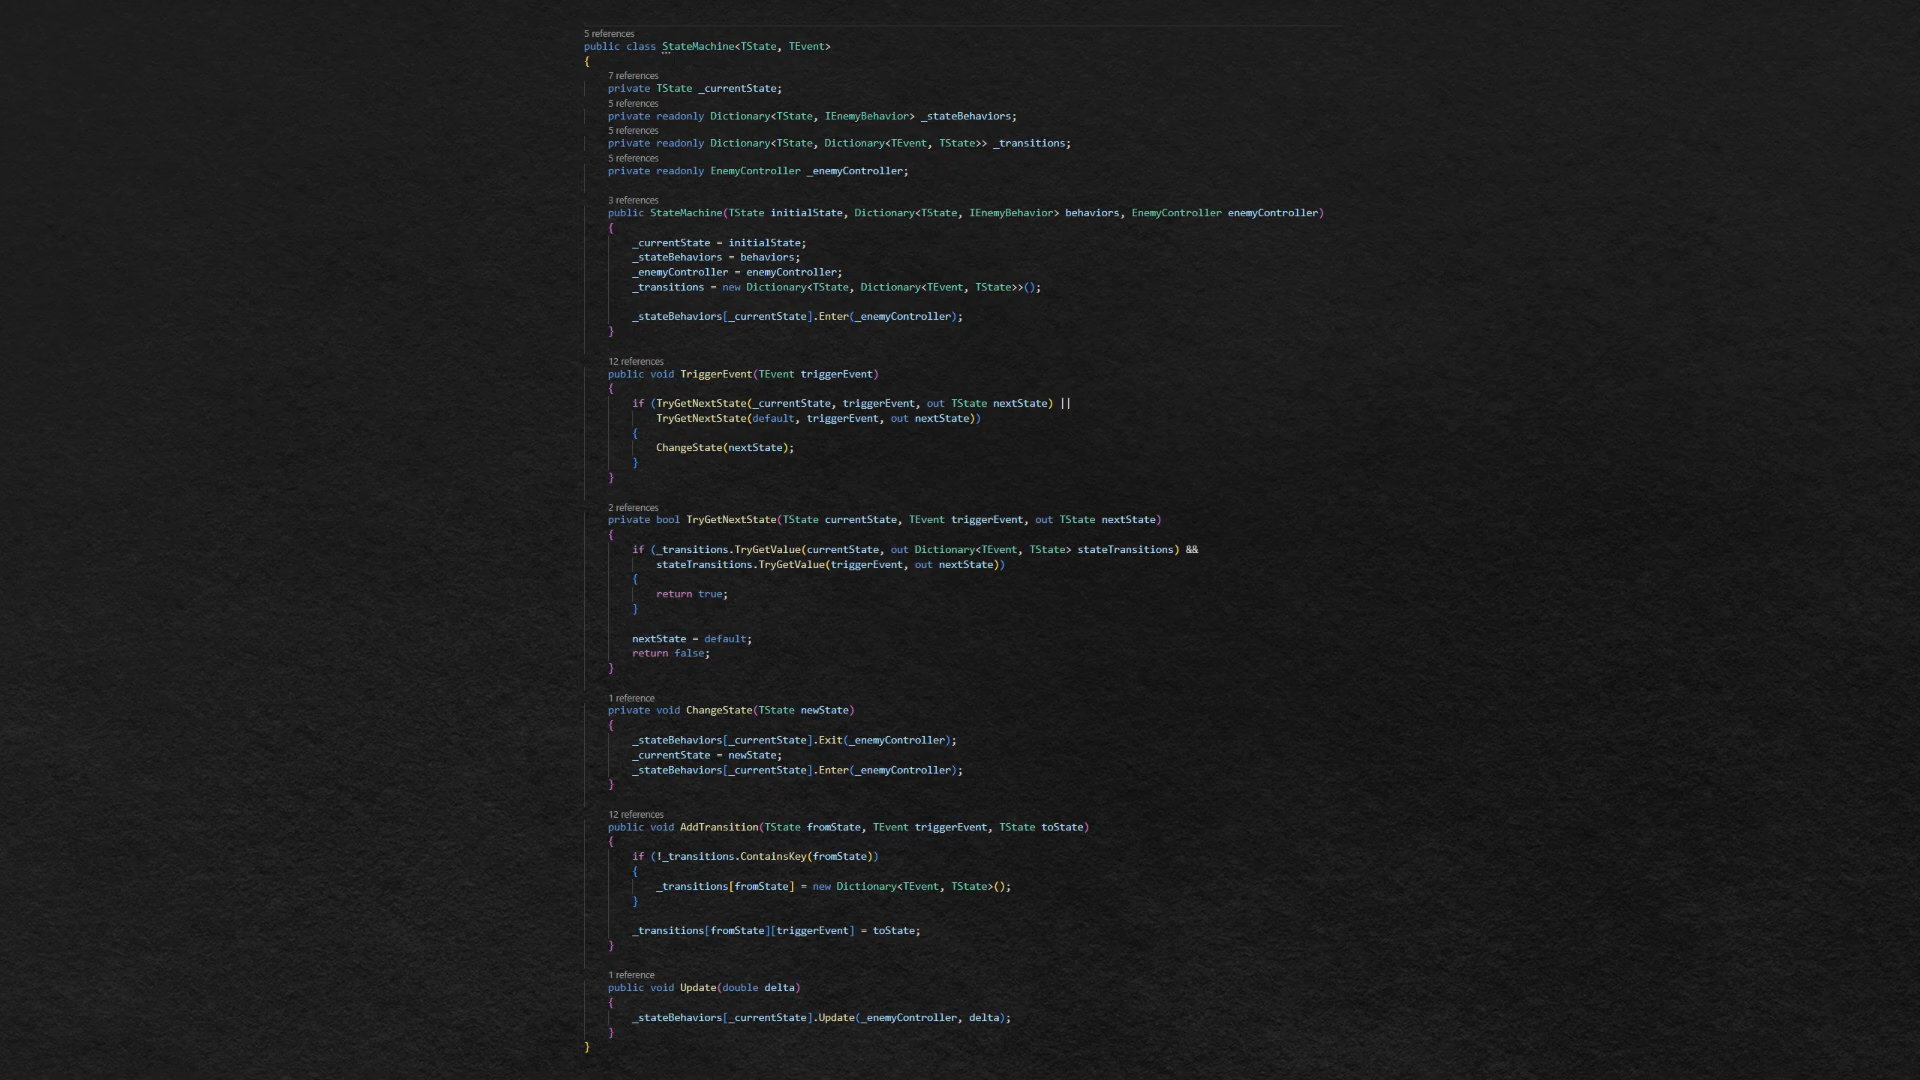 5 references
public class StateMachine<TState, TEvent>
{
7 references
private TState _currentState;
5 references
private readonly Dictionary<TState, IEnemyBehavior> _stateBehaviors;
5 references
private readonly Dictionary<TState, Dictionary<TEvent, TState>> _transitions;
5 references
private readonly EnemyController _enemyController;
3 references
public StateMachine(TState initialState, Dictionary<TState, IEnemyBehavior> behaviors, EnemyController enemyController)
{
_currentState = initialState;
_stateBehaviors = behaviors;
_enemyController = enemyController;
_transitions = new Dictionary<TState, Dictionary<TEvent, TState>>();
_stateBehaviors[_currentState].Enter(_enemyController);
}
12 references
public void TriggerEvent(TEvent triggerEvent)
{
if (TryGetNextState(_currentState, triggerEvent, out TState nextState) ||
TryGetNextState(default, triggerEvent, out nextState))
{
ChangeState(nextState);
}
}
2 references
private bool TryGetNextState(TState currentState, TEvent triggerEvent, out TState nextState)
{
if (_transitions.TryGetValue(currentState, out Dictionary<TEvent, TState> stateTransitions) &&
stateTransitions.TryGetValue(triggerEvent, out nextState))
{
return true;
}
nextState = default;
return false;
}
1 reference
private void ChangeState(TState newState)
{
_stateBehaviors[_currentState].Exit(_enemyController);
_currentState = newState;
_stateBehaviors[_currentState].Enter(_enemyController);
}
12 references
public void AddTransition(TState fromState, TEvent triggerEvent, TState toState)
{
if (!_transitions.ContainsKey(fromState))
{
_transitions[fromState] = new Dictionary<TEvent, TState>();
}
_transitions[fromState][triggerEvent] = toState;
}
1 reference
public void Update(double delta)
{
_stateBehaviors[_currentState].Update(_enemyController, delta);
}
}